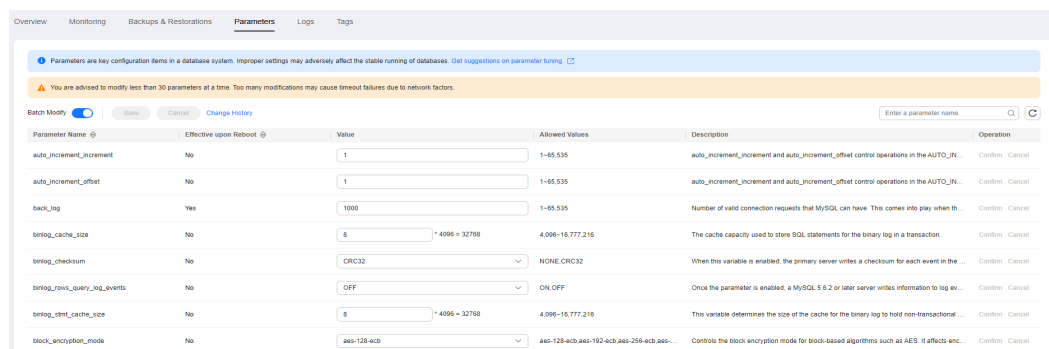 Overview Monitoring Backups & Restorations Parameters Logs Tags
Parameters are key configuration items in a database system. Improper settings may adversely affect the stable running of databases. Get suggestions on parameter tuning.
You are advised to modify less than 30 parameters at a time. Too many modifications may cause timeout failures due to network factors.
Batch Modify Save Cancel Change History Enter a parameter name.
Parameter Name Effective upon Reboot Value Allowed Values Description Operation
auto_increment_increment No 1 1~65,535 auto_increment_increment and auto_increment_offset control operations in the AUTO_IN... Confirm Cancel
auto_increment_offset No 1 1~65,535 auto_increment_increment and auto_increment_offset control operations in the AUTO_IN... Confirm Cancel
back_log Yes 1000 1~65,535 Number of valid connection requests that MySQL can have. This comes into play when th... Confirm Cancel
binlog_cache_size No 8 * 4096 = 32768 4,096~16,777,216 The cache capacity used to store SQL statements for the binary log in a transaction. Confirm Cancel
binlog_checksum No CRC32 NONE,CRC32 When this variable is enabled, the primary server writes a checksum for each event in the ... Confirm Cancel
binlog_rows_query_log_events No OFF ON,OFF Once the parameter is enabled, a MySQL 5.6.2 or later server writes information to log ev... Confirm Cancel
binlog_stmt_cache_size No 8 * 4096 = 32768 4,096~16,777,216 This variable determines the size of the cache for the binary log to hold non-transactional ... Confirm Cancel
block_encryption_mode No aes-128-ecb aes-128-ecb,aes-192-ecb,aes-256-ecb,aes-... Controls the block encryption mode for block-based algorithms such as AES. It affects enc... Confirm Cancel